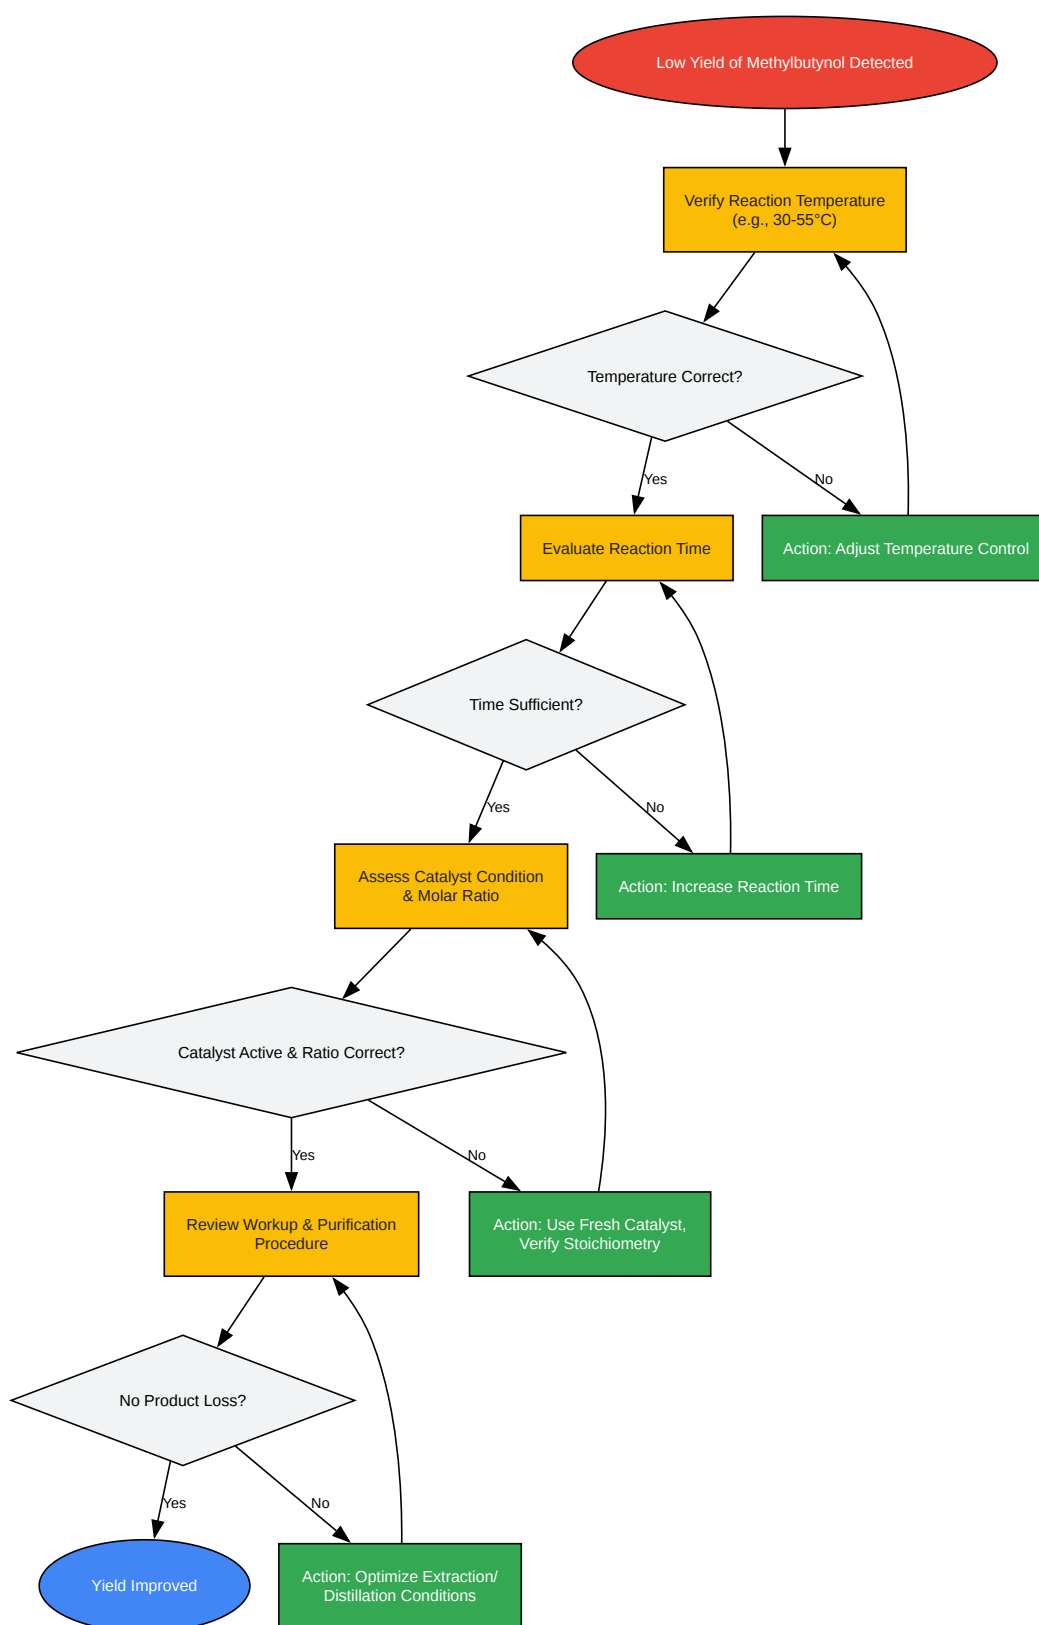 Low Yield of Methylbutynol Detected
Verify Reaction Temperature
(e.g., 30-55°C)
Temperature Correct?
Yes
No
Evaluate Reaction Time
Action: Adjust Temperature Control
Time Sufficient?
Yes
No
Assess Catalyst Condition
& Molar Ratio
Action: Increase Reaction Time
Catalyst Active & Ratio Correct?
Yes
No
Review Workup & Purification
Procedure
Action: Use Fresh Catalyst,
Verify Stoichiometry
No Product Loss?
Yes
No
Yield Improved
Action: Optimize Extraction/
Distillation Conditions